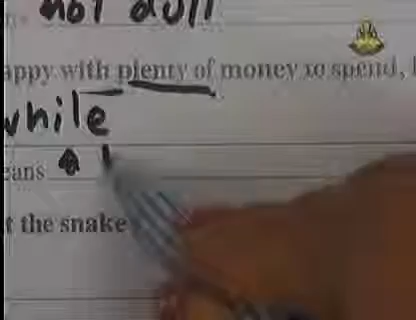 not dull
appy with plenty of money to spend,
while
eans a
t the snake